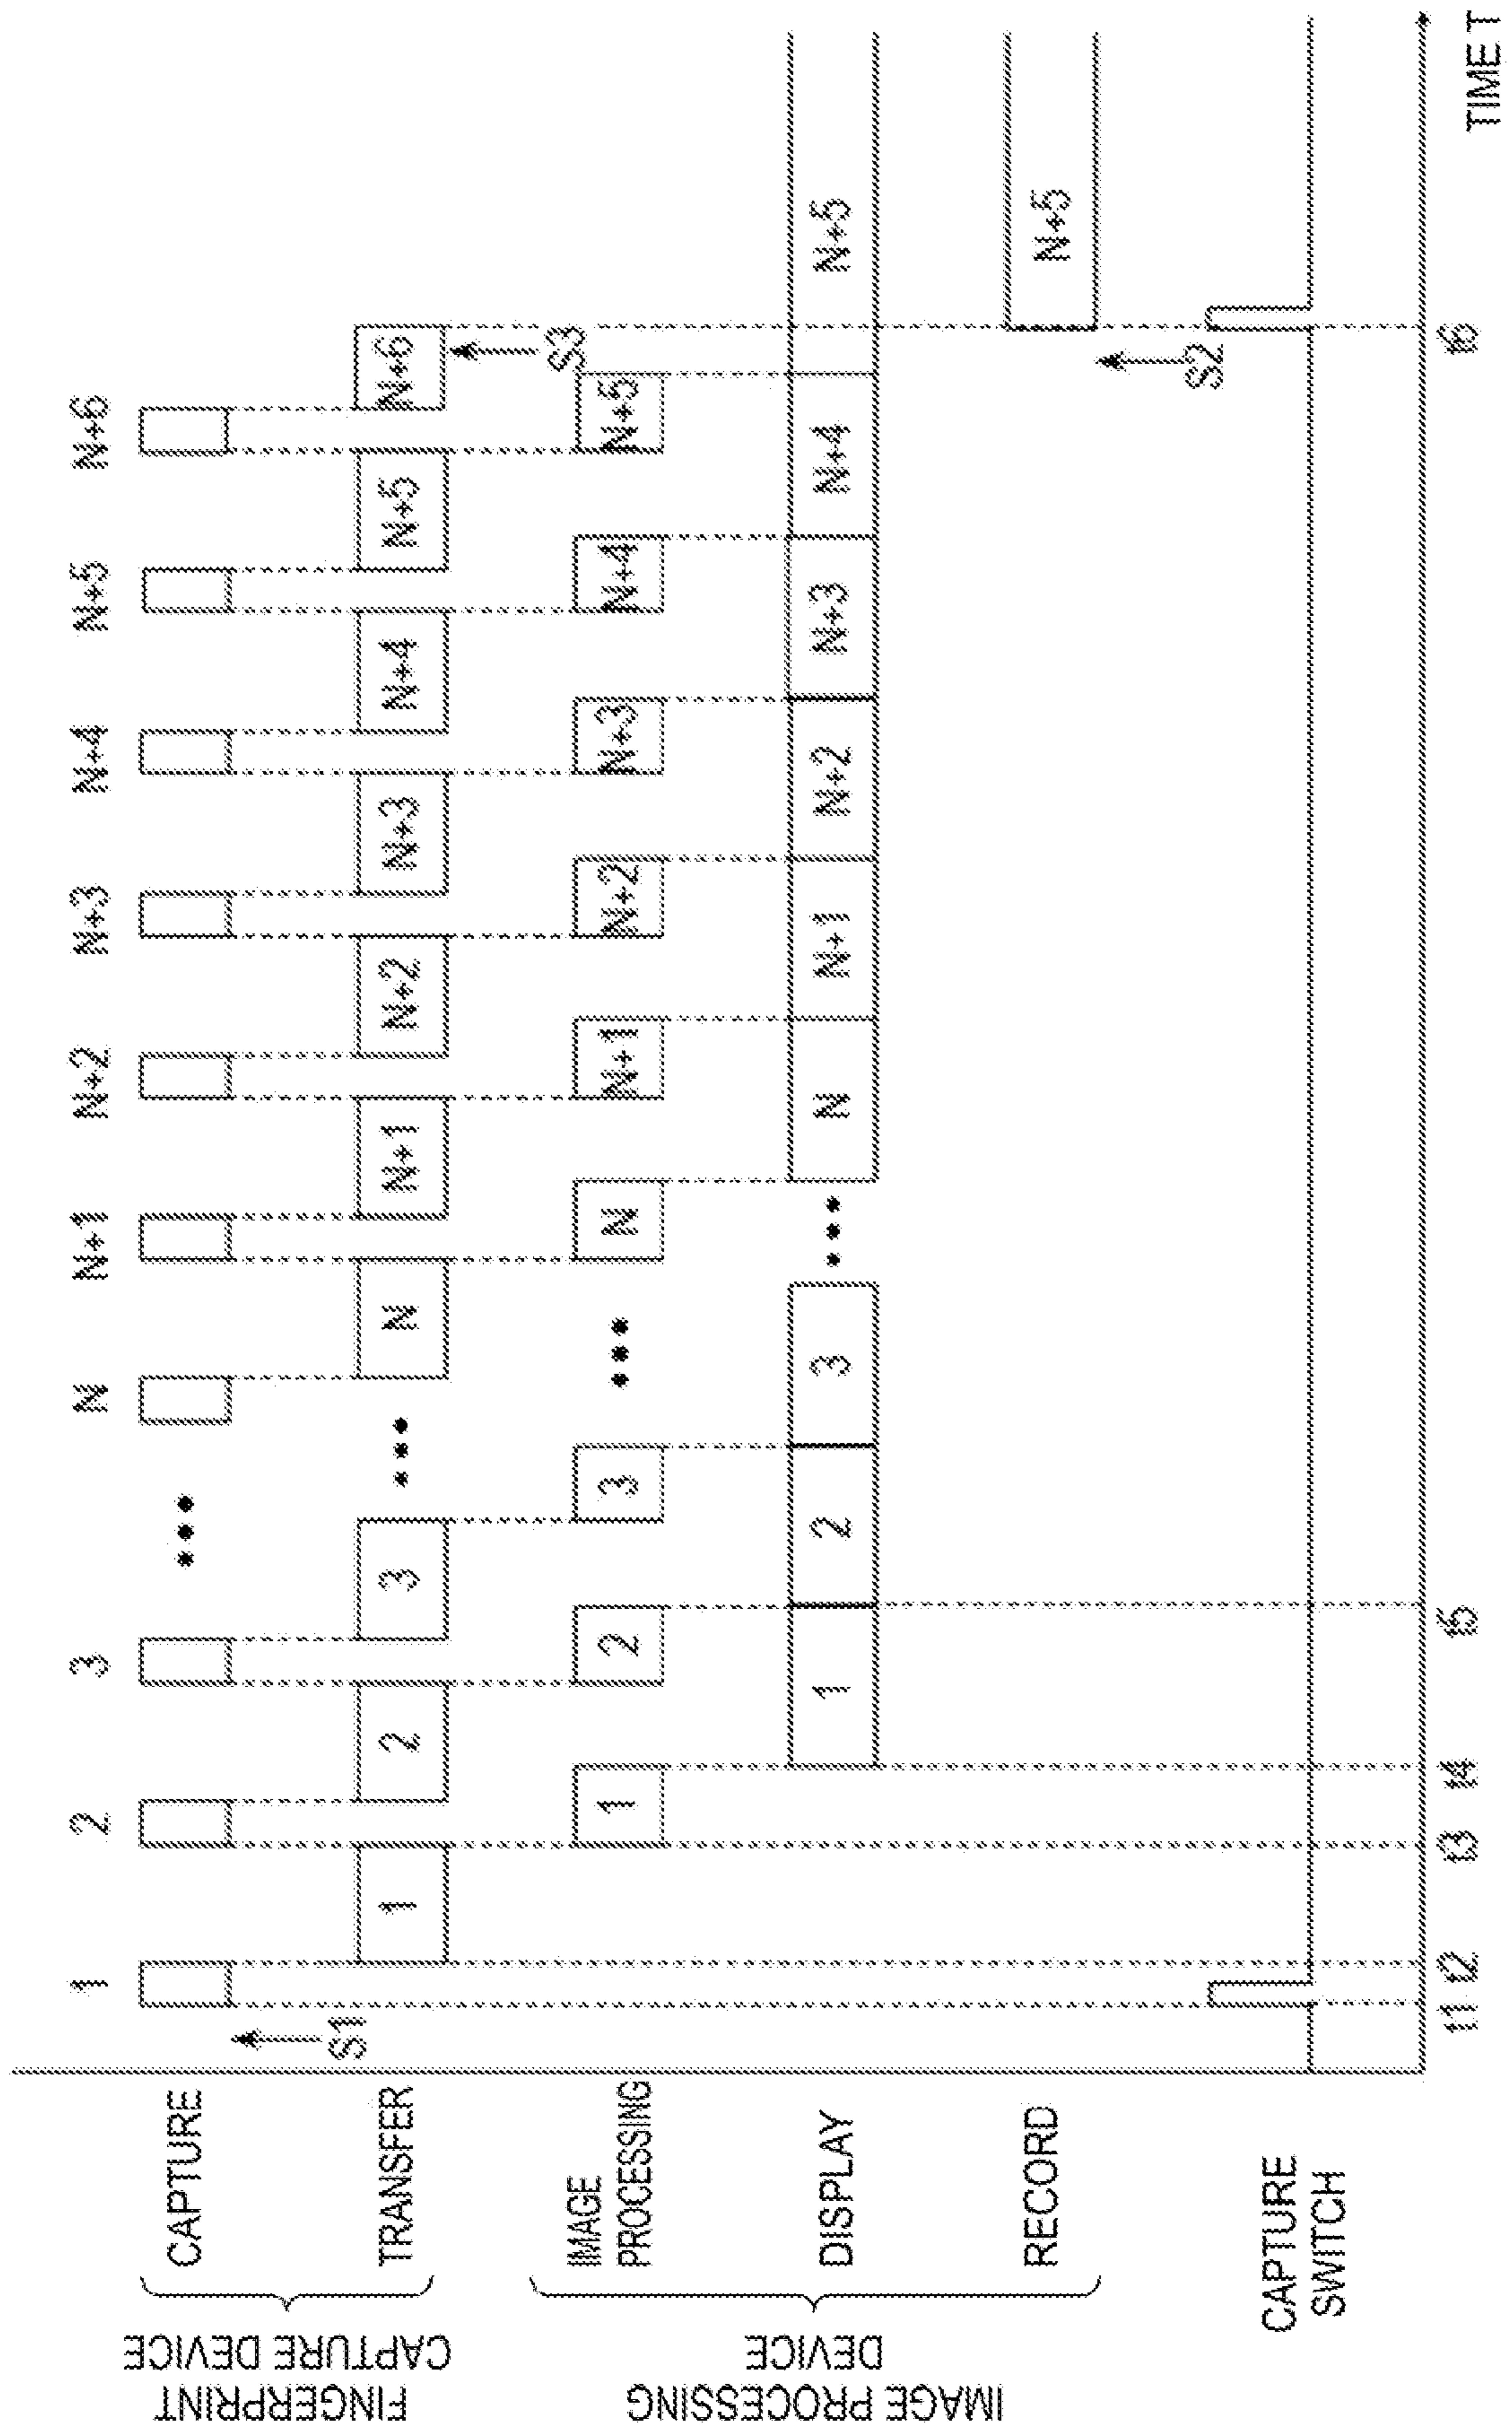 1 2 3 ••• N N+1 N+2 N+3 N+4 N+5 N+6
FINGERPRINT
CAPTURE DEVICE
CAPTURE
S1
TRANSFER
1 2 3 ••• N N+1 N+2 N+3 N+4 N+5 N+6
S3
IMAGE PROCESSING
DEVICE
IMAGE
PROCESSING
1 2 3 ••• N N+1 N+2 N+3 N+4 N+5
DISPLAY
1 2 3 ••• N N+1 N+2 N+3 N+4 N+5
RECORD
N+5
S2
CAPTURE
SWITCH
t1 t2 t3 t4 t5 t6
TIME T